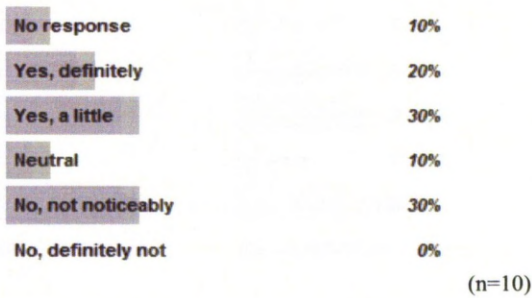 No response 10%
Yes, definitely 20%
Yes, a little 30%
Neutral 10%
No, not noticeably 30%
No, definitely not 0%
(n=10)